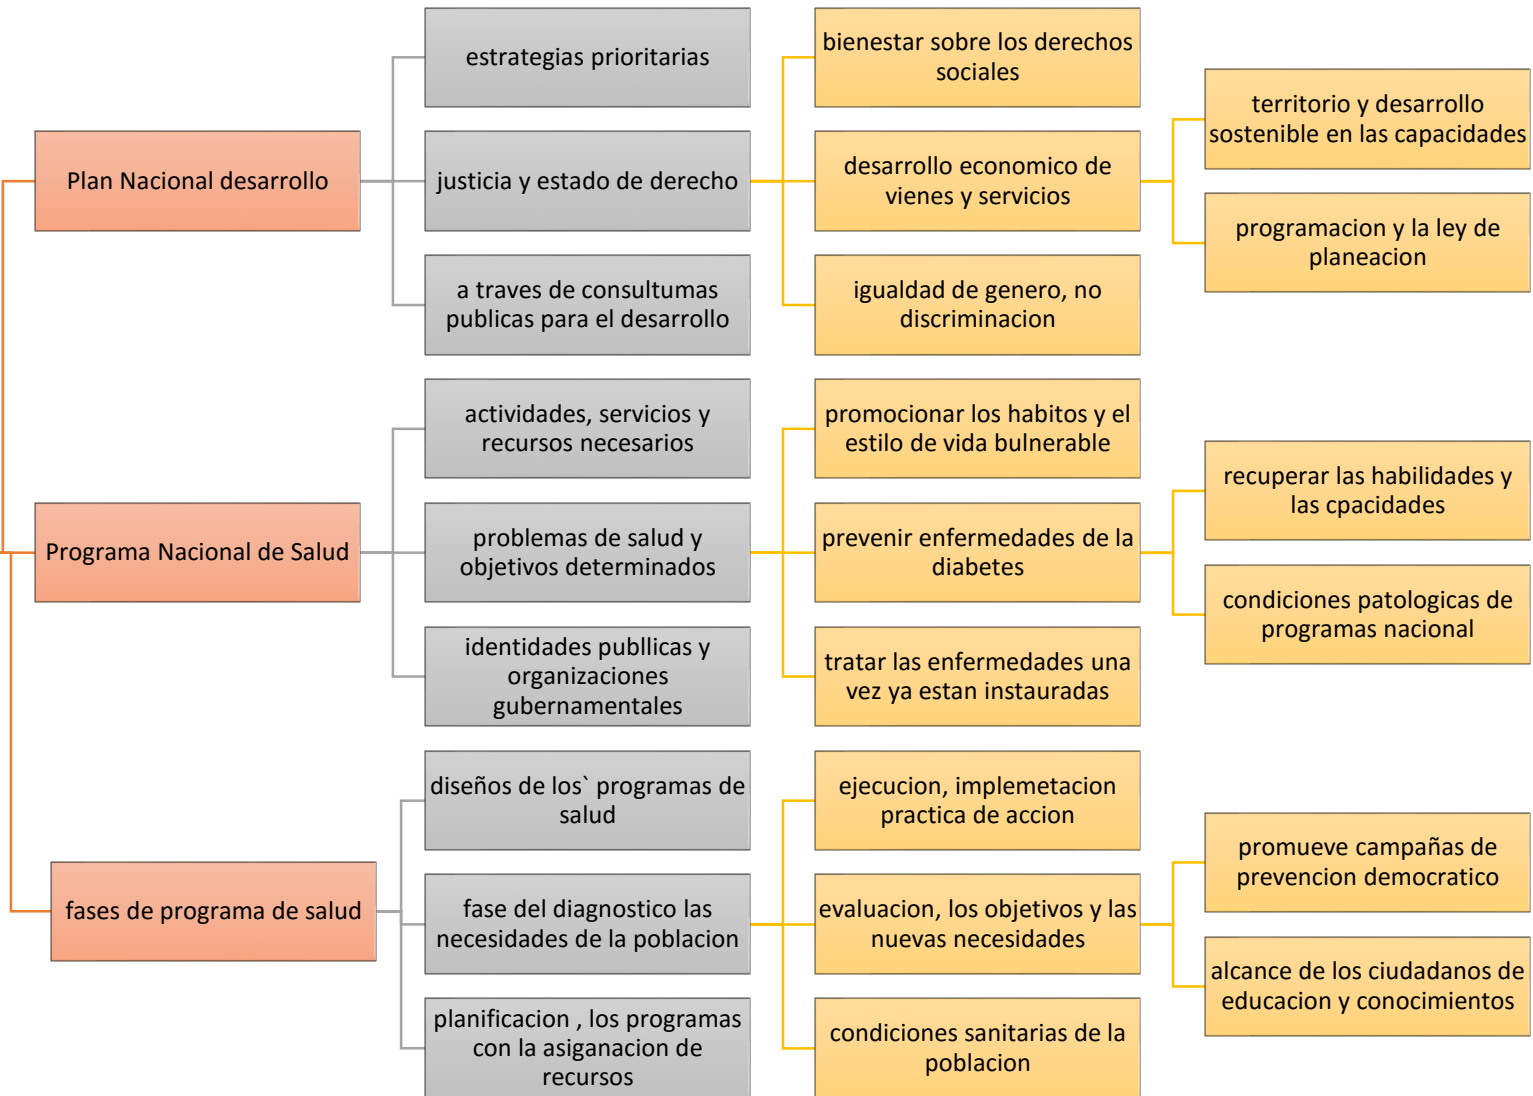 Plan Nacional desarrollo
estrategias prioritarias
justicia y estado de derecho
a traves de consultumas
publicas para el desarrollo
bienestar sobre los derechos
sociales
desarrollo economico de
vienes y servicios
igualdad de genero, no
discriminacion
territorio y desarrollo
sostenible en las capacidades
programacion y la ley de
planeacion
Programa Nacional de Salud
actividades, servicios y
recursos necesarios
problemas de salud y
objetivos determinados
identidades publlicas y
organizaciones
gubernamentales
promocionar los habitos y el
estilo de vida bulnerable
prevenir enfermedades de la
diabetes
tratar las enfermedades una
vez ya estan instauradas
recuperar las habilidades y
las cpacidades
condiciones patologicas de
programas nacional
fases de programa de salud
diseños de los` programas de
salud
fase del diagnostico las
necesidades de la poblacion
planificacion , los programas
con la asiganacion de
recursos
ejecucion, implemetacion
practica de accion
evaluacion, los objetivos y las
nuevas necesidades
condiciones sanitarias de la
poblacion
promueve campañas de
prevencion democratico
alcance de los ciudadanos de
educacion y conocimientos